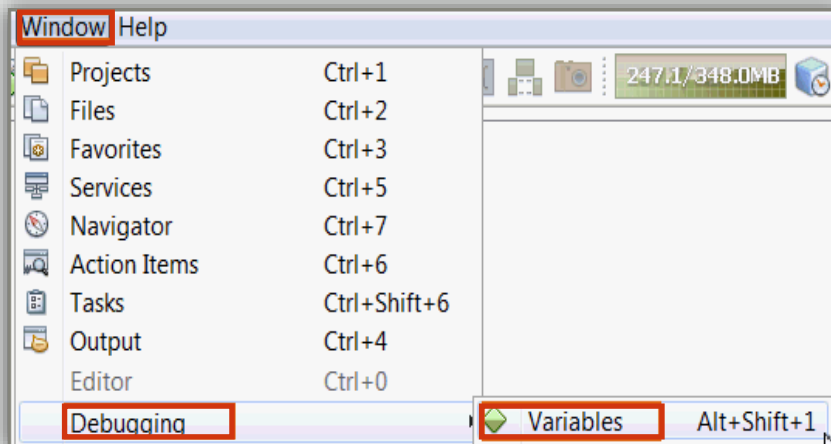 Window Help
Projects Ctrl+1
247.1/348.0MB
Files Ctrl+2
Favorites Ctrl+3
Services Ctrl+5
Navigator Ctrl+7
Action Items Ctrl+6
Tasks Ctrl+Shift+6
Output Ctrl+4
Editor Ctrl+0
Debugging
Variables Alt+Shift+1